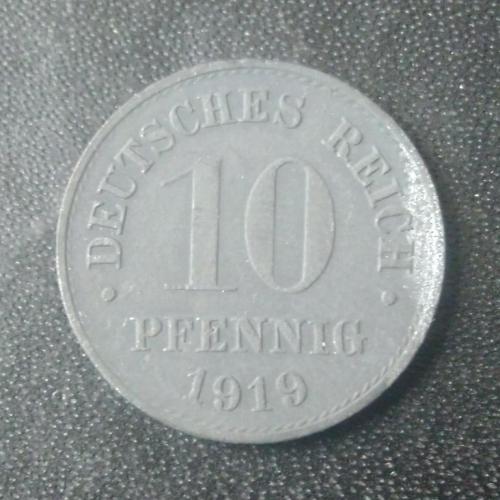 DEUTSCHES REICH
10
PFENNIG
1919